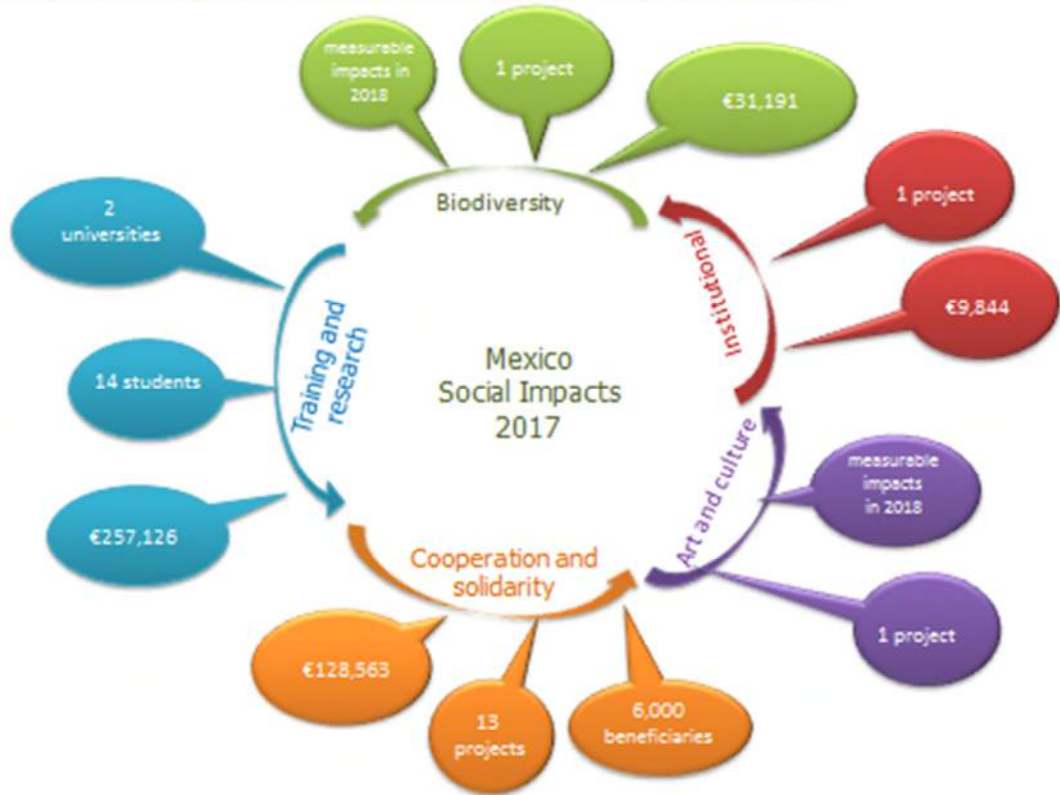 measurable
impacts in
2018
1 project
€31,191
Biodiversity
1 project
€9,844
Institutional
2
universities
14 students
€257,126
Training and
research
Mexico
Social Impacts
2017
measurable
impacts
in 2018
1 project
Art and culture
Cooperation and
solidarity
€128,563
13
projects
6,000
beneficiaries